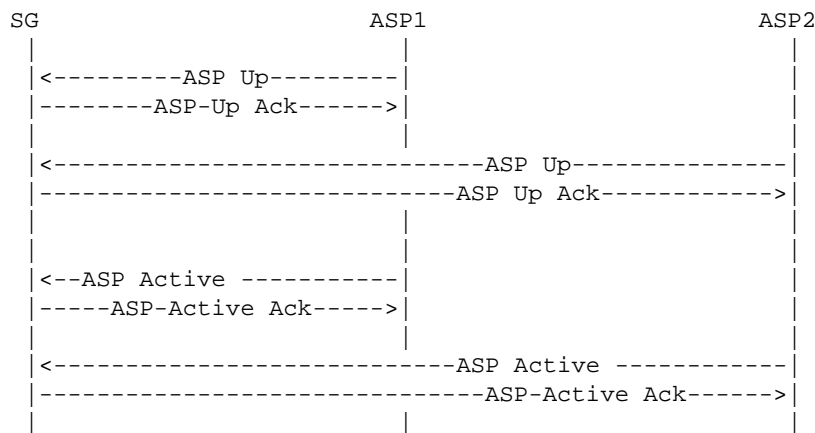 SG ASP1 ASP2
|                             |                               |
|<---------ASP Up---------|                               |
|--------ASP-Up Ack------>|                               |
|                             |                               |
|<-------------------------------ASP Up---------------|
|-----------------------------ASP Up Ack------------>|
|                             |                               |
|                             |                               |
|<--ASP Active -----------|                               |
|-----ASP-Active Ack----->|                               |
|                             |                               |
|<----------------------------ASP Active ------------|
|-------------------------------ASP-Active Ack------>|
|                             |                               |